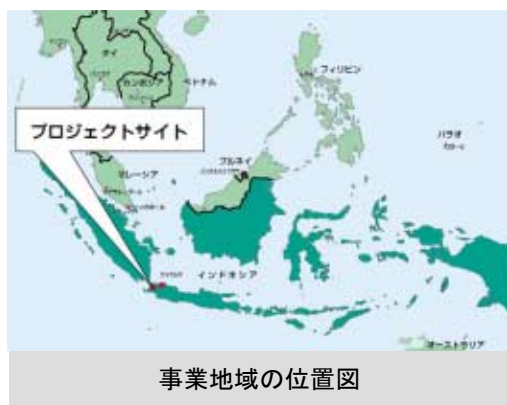 タイ
カンボジア
ベトナム
フィリピン
プロジェクトサイト
パラオ
ブルネイ
マレーシア
インドネシア
オーストラリア
事業地域の位置図